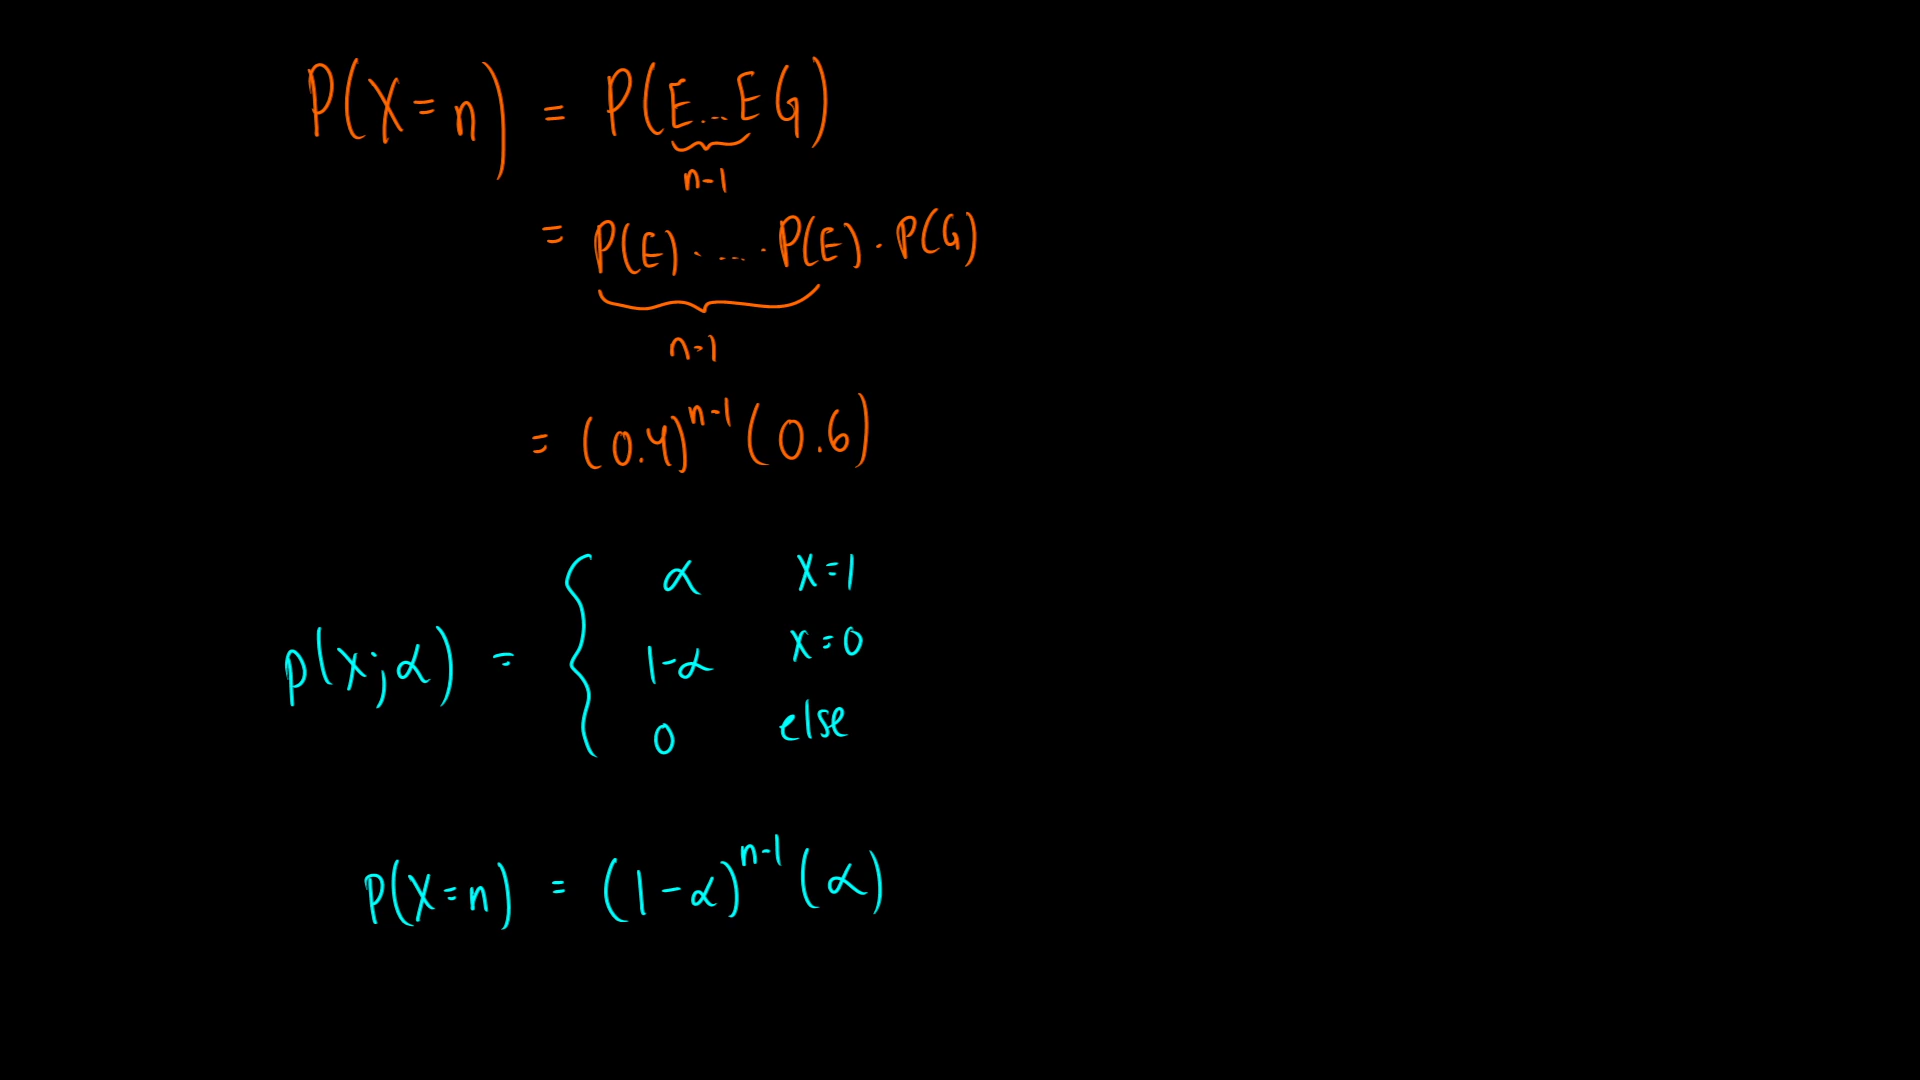 P(X=n) = P(E...EG)
n-1
= P(E)·...·P(E)·P(G)
n-1
= (0.4)^{n-1}(0.6)
α x=1
p(x;α) = { 1-α x=0
0 else
P(X=n) = (1-α)^{n-1}(α)